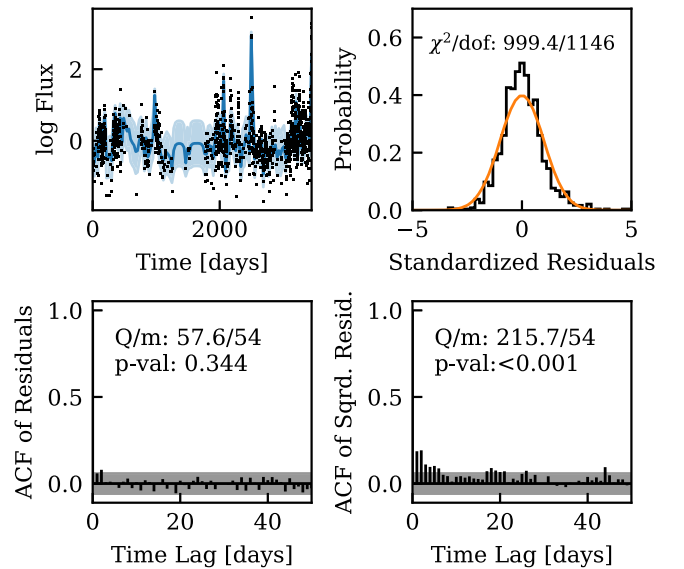 log Flux
2
0
0
2000
Time [days]
Probability
0.6
0.4
0.2
0.0
χ²/dof: 999.4/1146
−5
0
5
Standardized Residuals
ACF of Residuals
1.0
0.5
0.0
Q/m: 57.6/54
p-val: 0.344
0
20
40
Time Lag [days]
ACF of Sqrd. Resid.
1.0
0.5
0.0
Q/m: 215.7/54
p-val:<0.001
0
20
40
Time Lag [days]